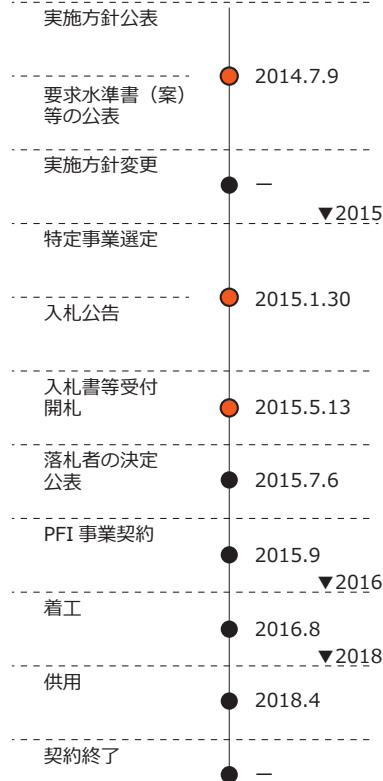 実施方針公表
2014.7.9
要求水準書（案）
等の公表
実施方針変更
－
▼2015
特定事業選定
2015.1.30
入札公告
入札書等受付
開札
2015.5.13
落札者の決定
公表
2015.7.6
PFI 事業契約
2015.9
▼2016
着工
2016.8
▼2018
供用
2018.4
契約終了
－